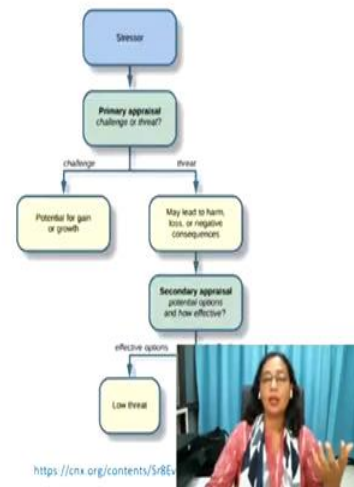 Stressor
Primary appraisal
challenge or threat?
challenge
threat
Potential for gain
or growth
May lead to harm,
loss, or negative
consequences
Secondary appraisal
potential options
and how effective?
effective options
Low threat
https://cnx.org/contents/Sr8Ev